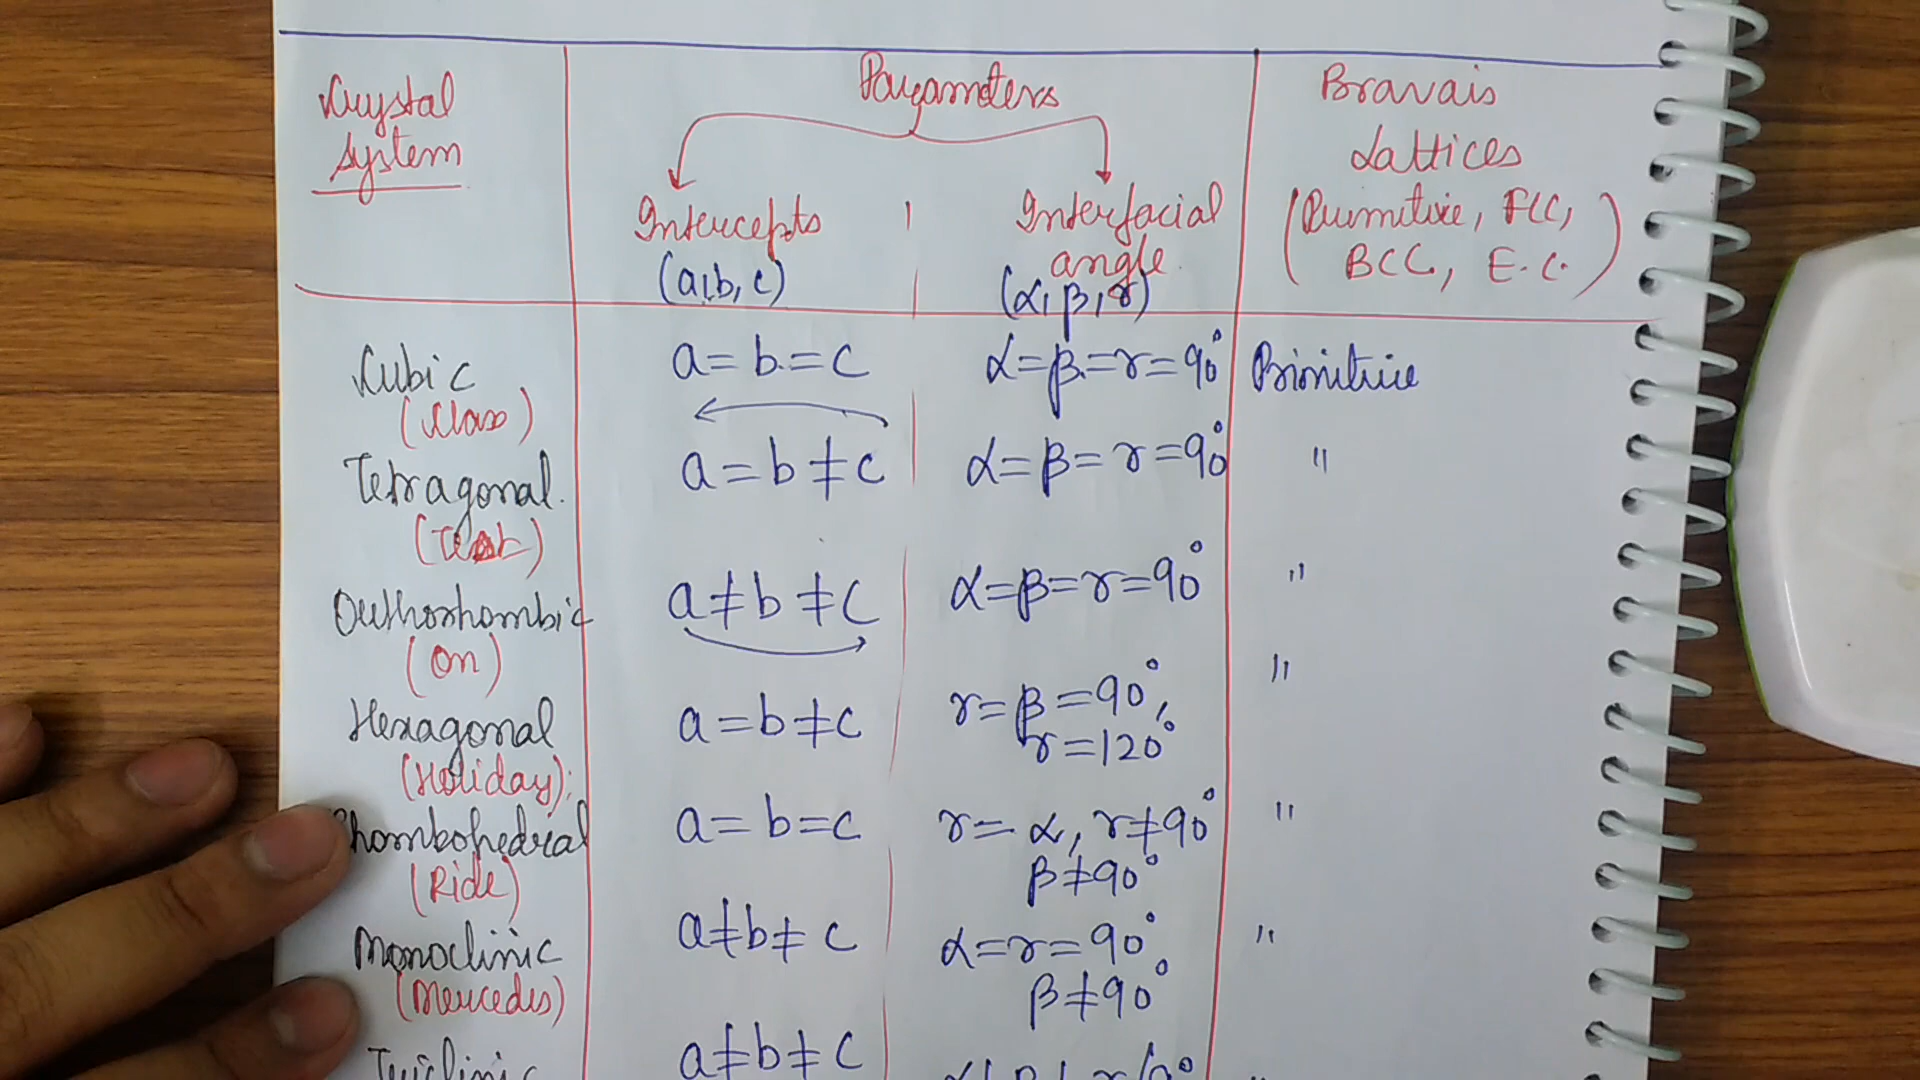 Crystal System
Parameters
Bravais Lattices
(Primitive, FCC, BCC, E.C.)
Intercepts (a, b, c)
Interfacial angle (α, β, γ)
Cubic (Class) a = b = c α = β = γ = 90° Primitive
Tetragonal. a = b ≠ c α = β = γ = 90° "
Orthorhombic (On) a ≠ b ≠ c α = β = γ = 90° "
Hexagonal (Holiday) a = b ≠ c γ = β = 90°, γ = 120° "
Rhombohedral (Ride) a = b = c γ = α, γ ≠ 90° β ≠ 90° "
Monoclinic (Mercedes) a ≠ b ≠ c α = γ = 90° β ≠ 90° "
Triclinic a ≠ b ≠ c